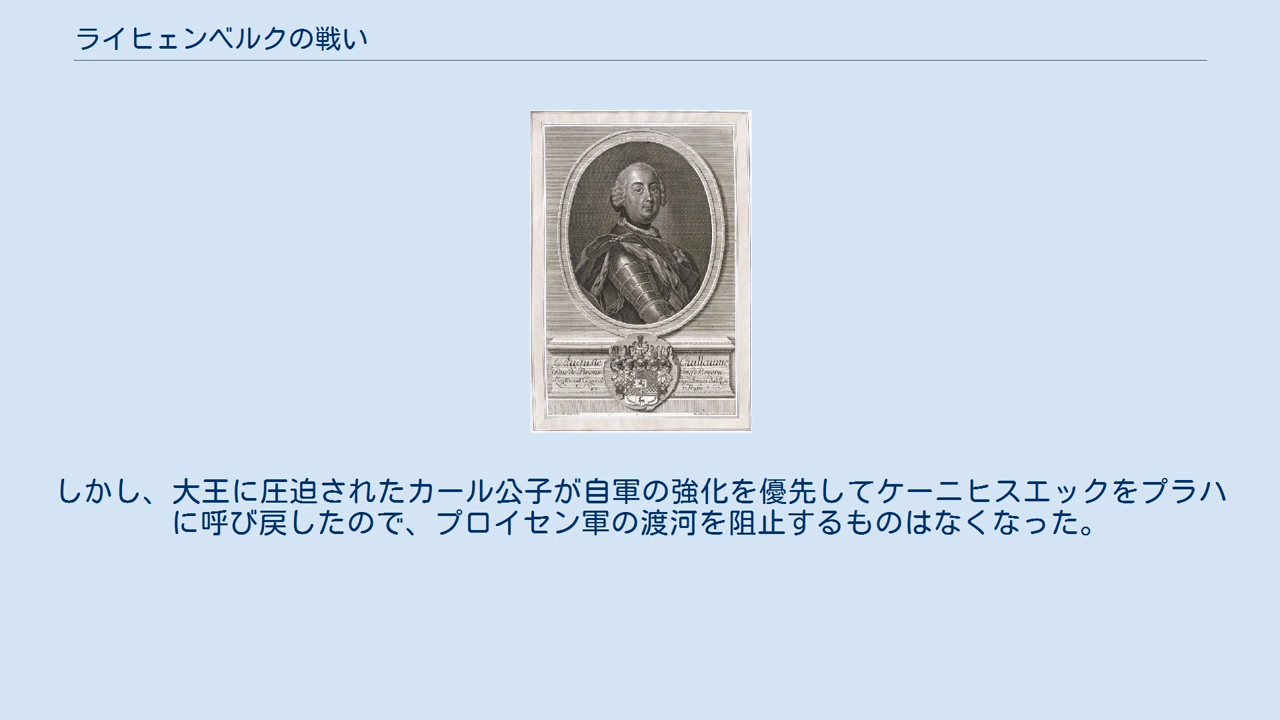 ライヒェンベルクの戦い
Auguste Guillaume
しかし、大王に圧迫されたカール公子が自軍の強化を優先してケーニヒスエックをプラハ
に呼び戻したので、プロイセン軍の渡河を阻止するものはなくなった。